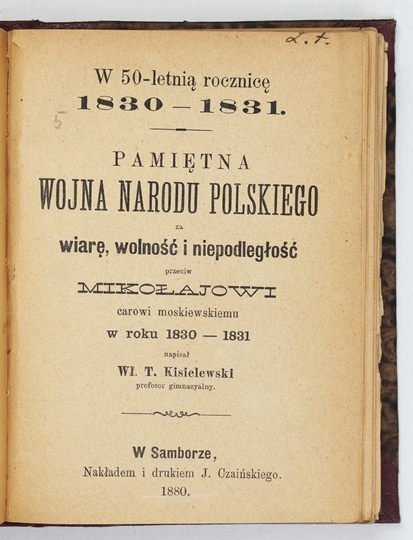 Z. t.
W 50-letnią rocznicę
1830 — 1831.
5
PAMIĘTNA
WOJNA NARODU POLSKIEGO
za
wiarę, wolność i niepodległość
przeciw
MIKOŁAJOWI
carowi moskiewskiemu
w roku 1830 — 1831
napisał
Wł. T. Kisielewski
profesor gimnazyalny.
W Samborze,
Nakładem i drukiem J. Czaińskiego.
1880.